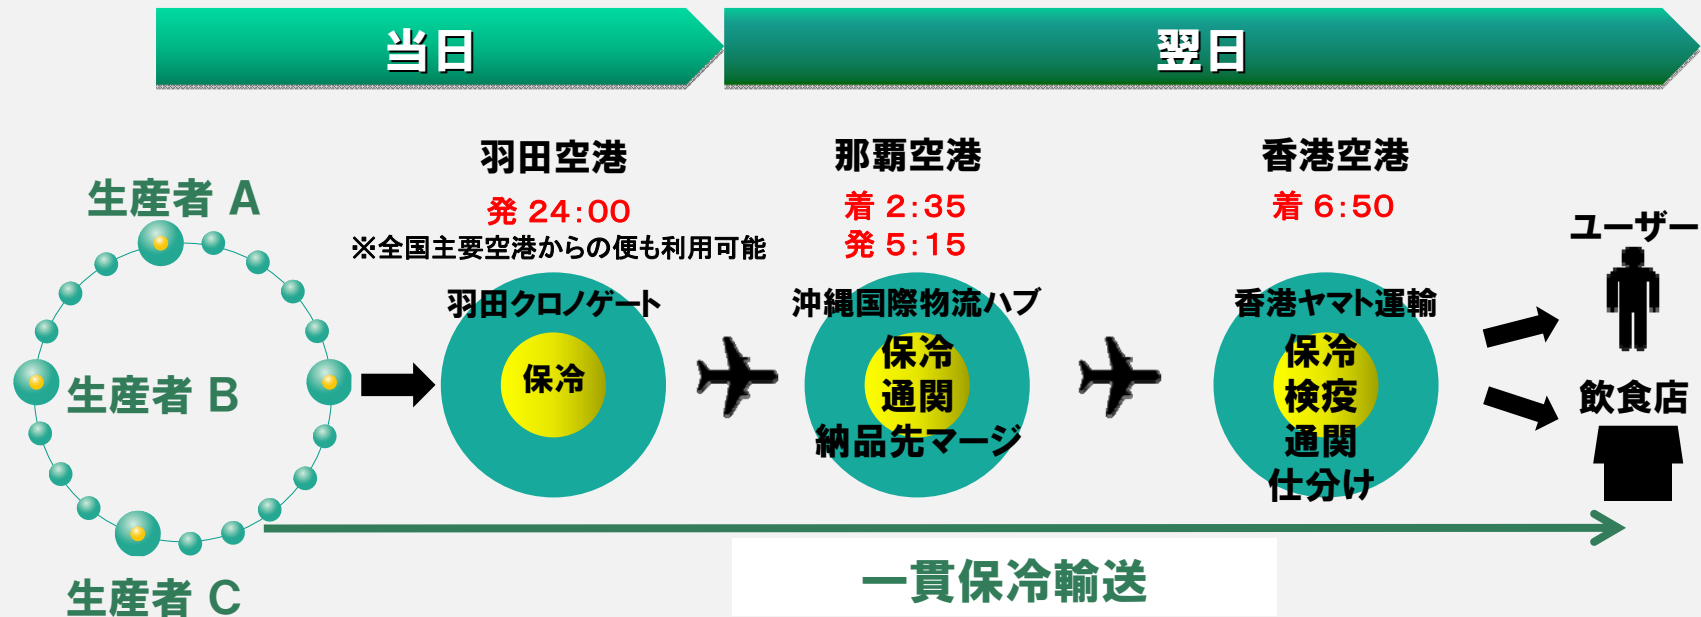 当日
翌日
生産者 A
生産者 B
生産者 C
羽田空港
発 24:00
※全国主要空港からの便も利用可能
羽田クロノゲート
保冷
那覇空港
着 2:35
発 5:15
沖縄国際物流ハブ
保冷
通関
納品先マージ
香港空港
着 6:50
香港ヤマト運輸
保冷
検疫
通関
仕分け
ユーザー
飲食店
一貫保冷輸送